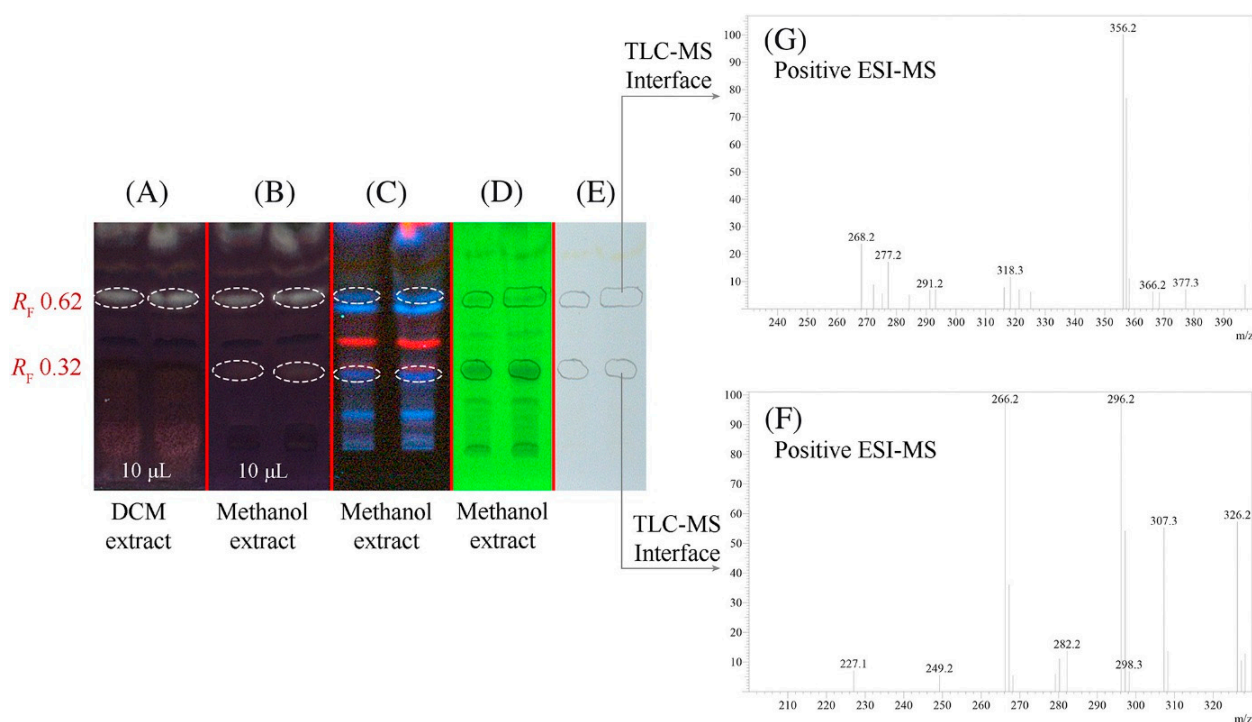 (A)
(B)
(C)
(D)
(E)
R_F 0.62
R_F 0.32
10 μL
10 μL
DCM extract
Methanol extract
Methanol extract
Methanol extract
TLC-MS
Interface
TLC-MS
Interface
(G)
Positive ESI-MS
356.2
268.2
277.2
291.2
318.3
366.2
377.3
100
90
80
70
60
50
40
30
20
10
240 250 260 270 280 290 300 310 320 330 340 350 360 370 380 390
m/z
(F)
Positive ESI-MS
266.2
296.2
307.3
326.2
282.2
298.3
227.1
249.2
100
90
80
70
60
50
40
30
20
10
210 220 230 240 250 260 270 280 290 300 310 320
m/z